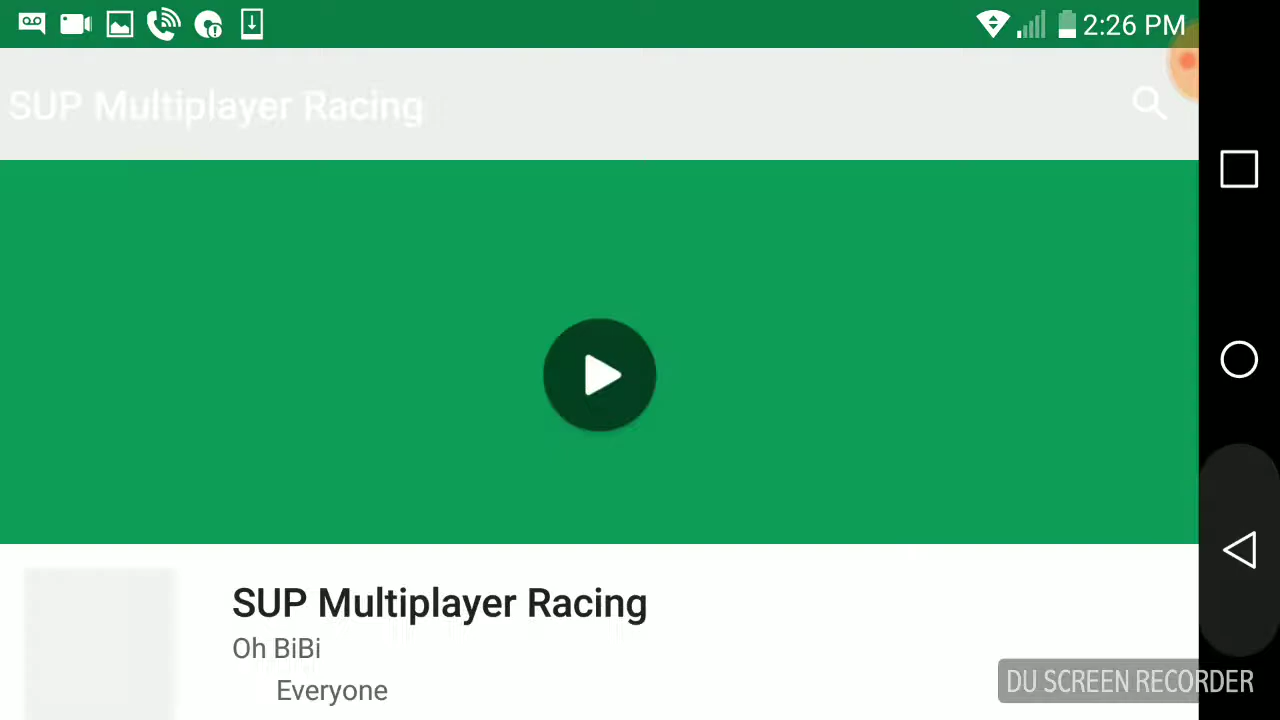 2:26 PM
SUP Multiplayer Racing
SUP Multiplayer Racing
Oh BiBi
Everyone
DU SCREEN RECORDER